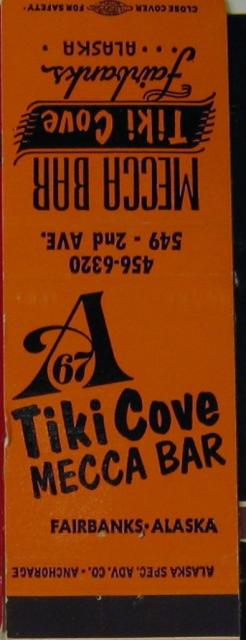 CLOSE COVER FOR SAFETY
Fairbanks
...ALASKA.
Tiki Cove
MECCA BAR
549 - 2nd AVE.
456-6320
A
67
Tiki Cove
MECCA BAR
FAIRBANKS•ALASKA
ALASKA SPEC. ADV. CO. - ANCHORAGE